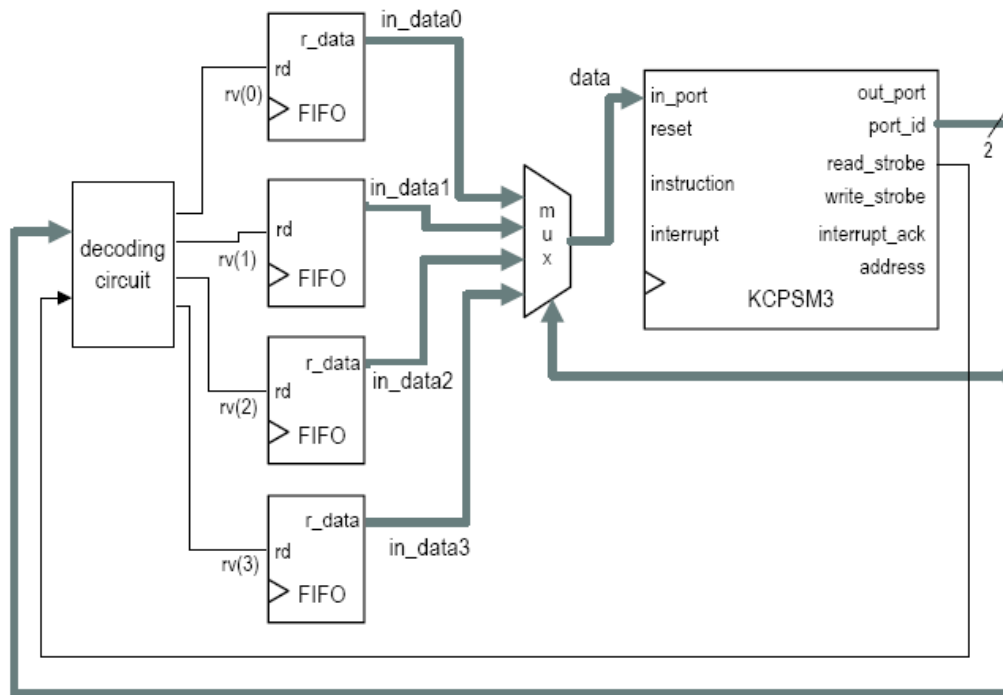 in_data0
r_data
rd
rv(0)
FIFO
in_data1
rd
rv(1)
FIFO
r_data
in_data2
rd
rv(2)
FIFO
r_data
in_data3
rd
rv(3)
FIFO
decoding
circuit
m
u
x
data
in_port
out_port
reset
port_id
2
read_strobe
instruction
write_strobe
interrupt
interrupt_ack
address
KCPSM3